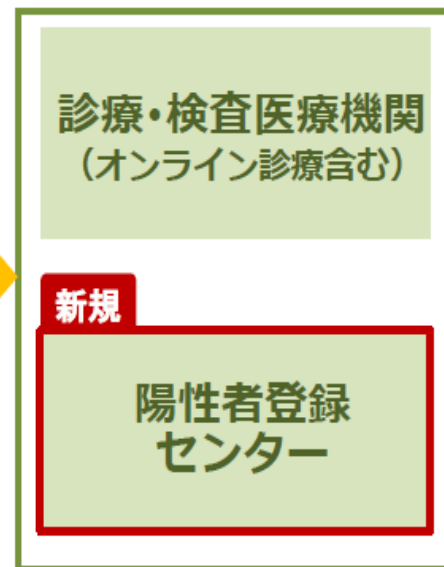 診療・検査医療機関
（オンライン診療含む）
新規
陽性者登録
センター